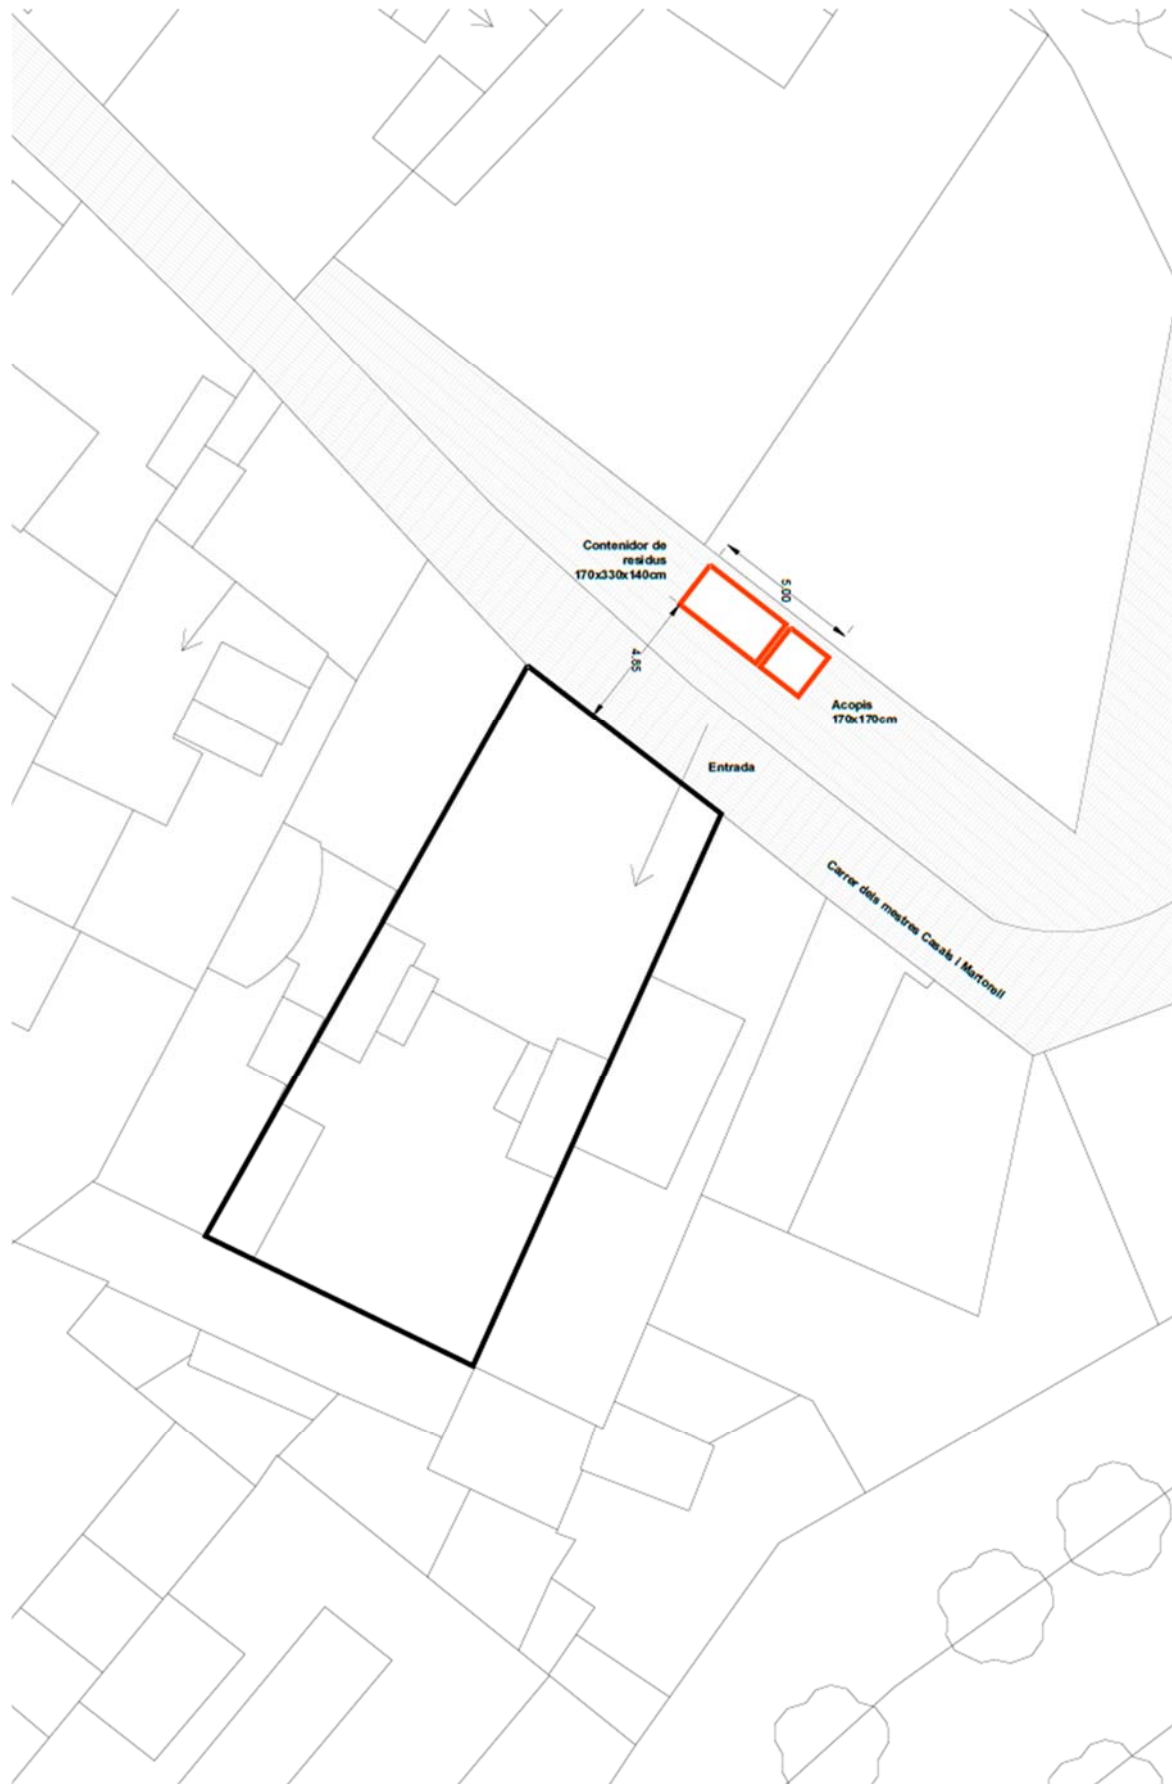 Contenidor de
residus
170x330x140cm
5.00
4.85
Acopis
170x170cm
Entrada
Carrer dels mestres Casals i Martorell